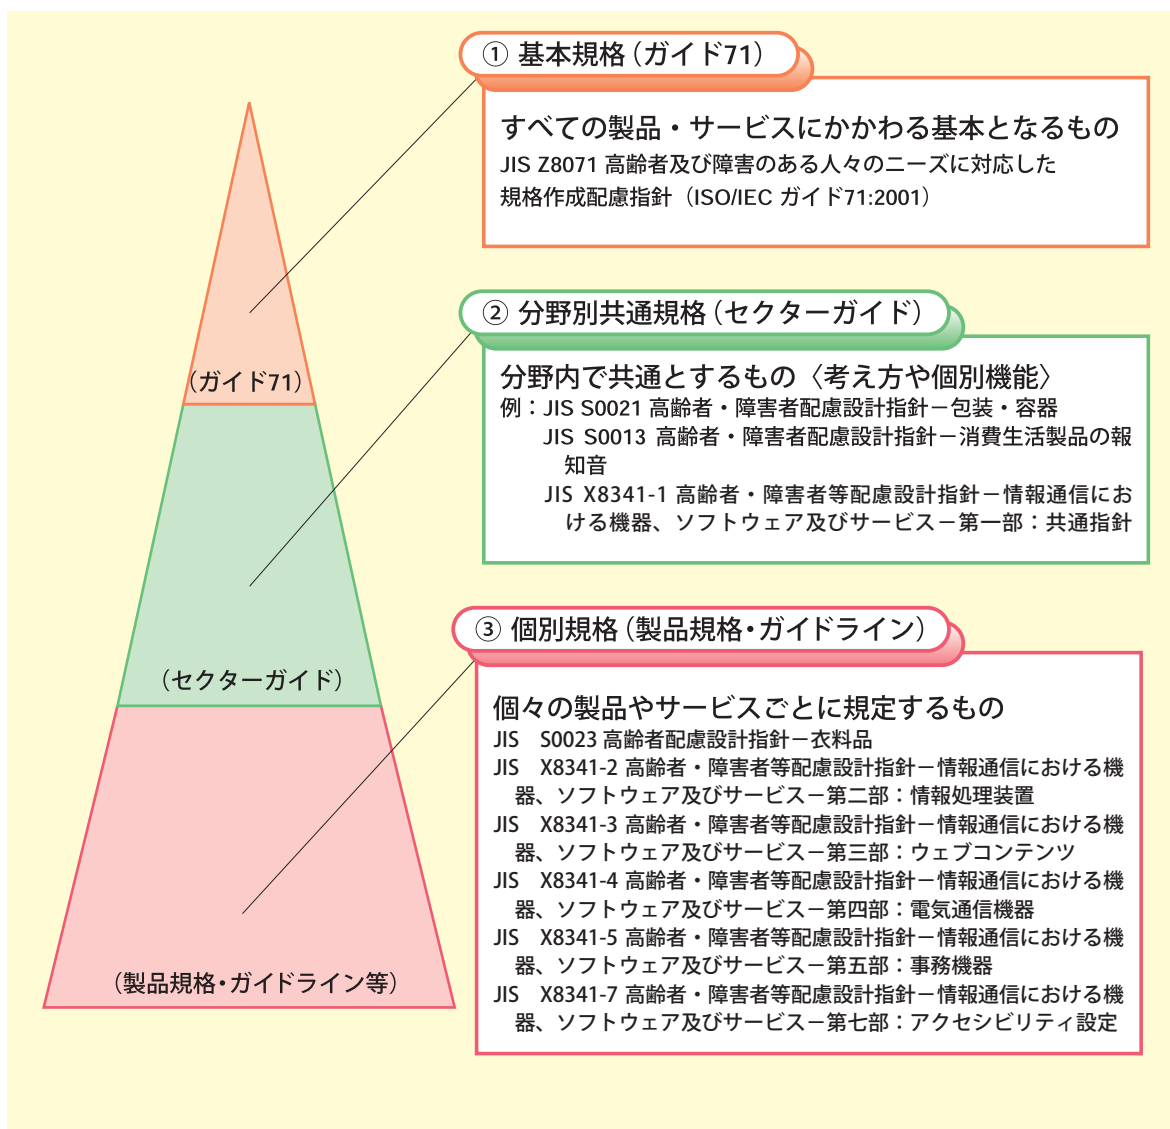 ① 基本規格（ガイド71）
すべての製品・サービスにかかわる基本となるもの
JIS Z8071 高齢者及び障害のある人々のニーズに対応した
規格作成配慮指針（ISO/IEC ガイド71:2001）
（ガイド71）
② 分野別共通規格（セクターガイド）
分野内で共通とするもの〈考え方や個別機能〉
例：JIS S0021 高齢者・障害者配慮設計指針－包装・容器
JIS S0013 高齢者・障害者配慮設計指針－消費生活製品の報
知音
JIS X8341-1 高齢者・障害者等配慮設計指針－情報通信にお
ける機器、ソフトウェア及びサービス－第一部：共通指針
（セクターガイド）
③ 個別規格（製品規格・ガイドライン）
個々の製品やサービスごとに規定するもの
JIS　S0023 高齢者配慮設計指針－衣料品
JIS　X8341-2 高齢者・障害者等配慮設計指針－情報通信における機
器、ソフトウェア及びサービス－第二部：情報処理装置
JIS　X8341-3 高齢者・障害者等配慮設計指針－情報通信における機
器、ソフトウェア及びサービス－第三部：ウェブコンテンツ
JIS　X8341-4 高齢者・障害者等配慮設計指針－情報通信における機
器、ソフトウェア及びサービス－第四部：電気通信機器
JIS　X8341-5 高齢者・障害者等配慮設計指針－情報通信における機
器、ソフトウェア及びサービス－第五部：事務機器
JIS　X8341-7 高齢者・障害者等配慮設計指針－情報通信における機
器、ソフトウェア及びサービス－第七部：アクセシビリティ設定
（製品規格・ガイドライン等）